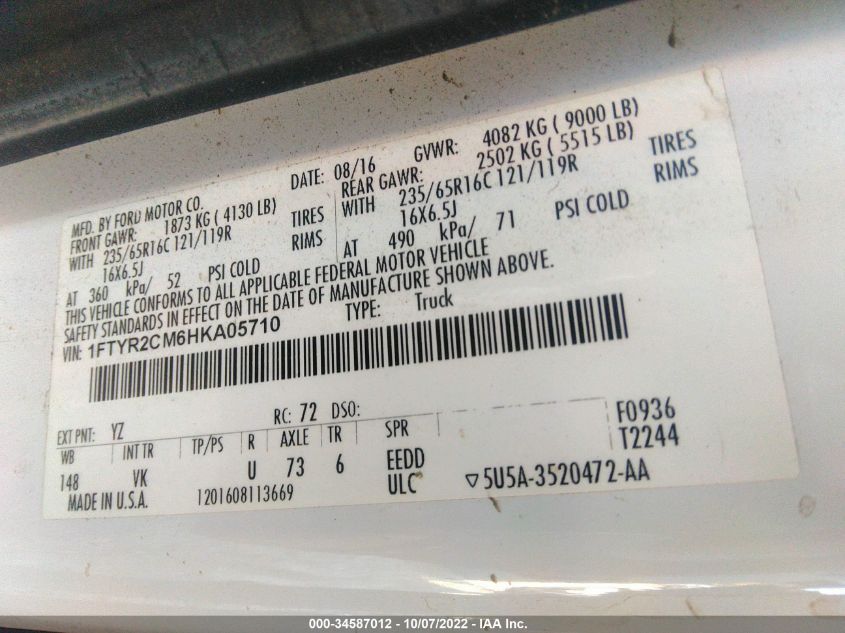 MFD. BY FORD MOTOR CO. DATE: 08/16 GVWR: 4082 KG ( 9000 LB)
FRONT GAWR: 1873 KG ( 4130 LB) REAR GAWR: 2502 KG ( 5515 LB)
WITH 235/65R16C 121/119R TIRES WITH 235/65R16C 121/119R TIRES
16X6.5J RIMS 16X6.5J RIMS
AT 360 kPa/ 52 PSI COLD AT 490 kPa/ 71 PSI COLD
THIS VEHICLE CONFORMS TO ALL APPLICABLE FEDERAL MOTOR VEHICLE
SAFETY STANDARDS IN EFFECT ON THE DATE OF MANUFACTURE SHOWN ABOVE.
VIN: 1FTYR2CM6HKA05710 TYPE: Truck
EXT PNT: YZ RC: 72 DSO: F0936
WB INT TR TP/PS R AXLE TR SPR T2244
148 VK U 73 6 EEDD
MADE IN U.S.A. 1201608113669 ULC ▽5U5A-3520472-AA
000-34587012 - 10/07/2022 - IAA Inc.